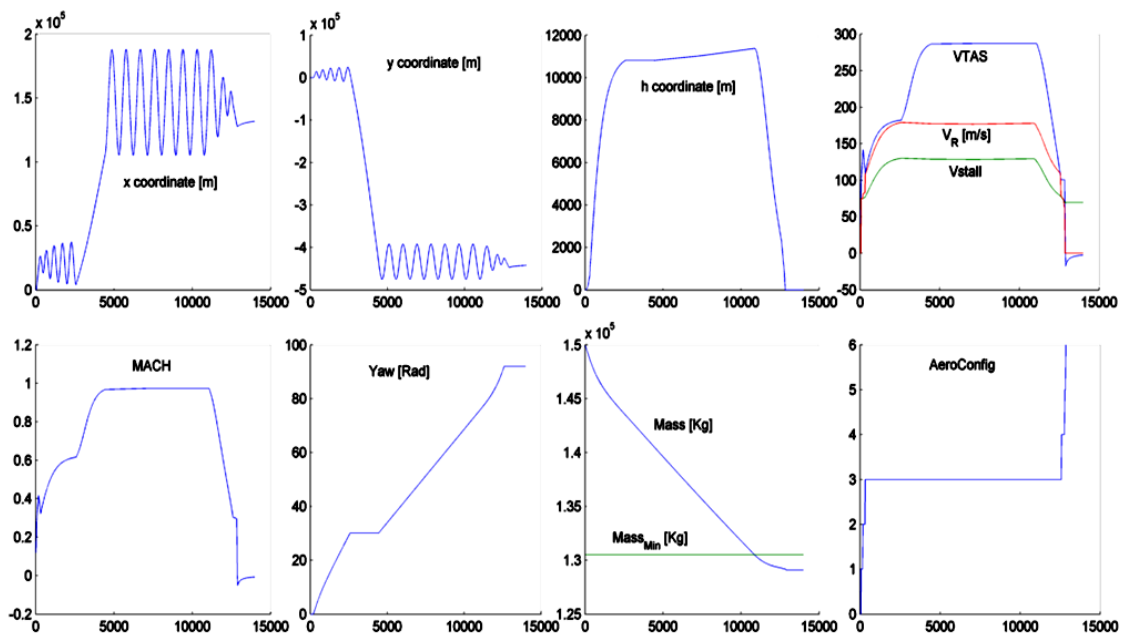 x 10^5
2
1.5
1
0.5
0
x coordinate [m]
0 5000 10000 15000
x 10^5
1
0
-1
-2
-3
-4
-5
y coordinate [m]
0 5000 10000 15000
12000
10000
8000
6000
4000
2000
0
h coordinate [m]
0 5000 10000 15000
300
250
200
150
100
50
0
-50
VTAS
V_R [m/s]
Vstall
0 5000 10000 15000
1.2
1
0.8
0.6
0.4
0.2
0
-0.2
MACH
0 5000 10000 15000
100
80
60
40
20
0
Yaw [Rad]
0 5000 10000 15000
x 10^5
1.5
1.45
1.4
1.35
1.3
1.25
Mass [Kg]
Mass_Min [Kg]
0 5000 10000 15000
6
5
4
3
2
1
0
AeroConfig
0 5000 10000 15000